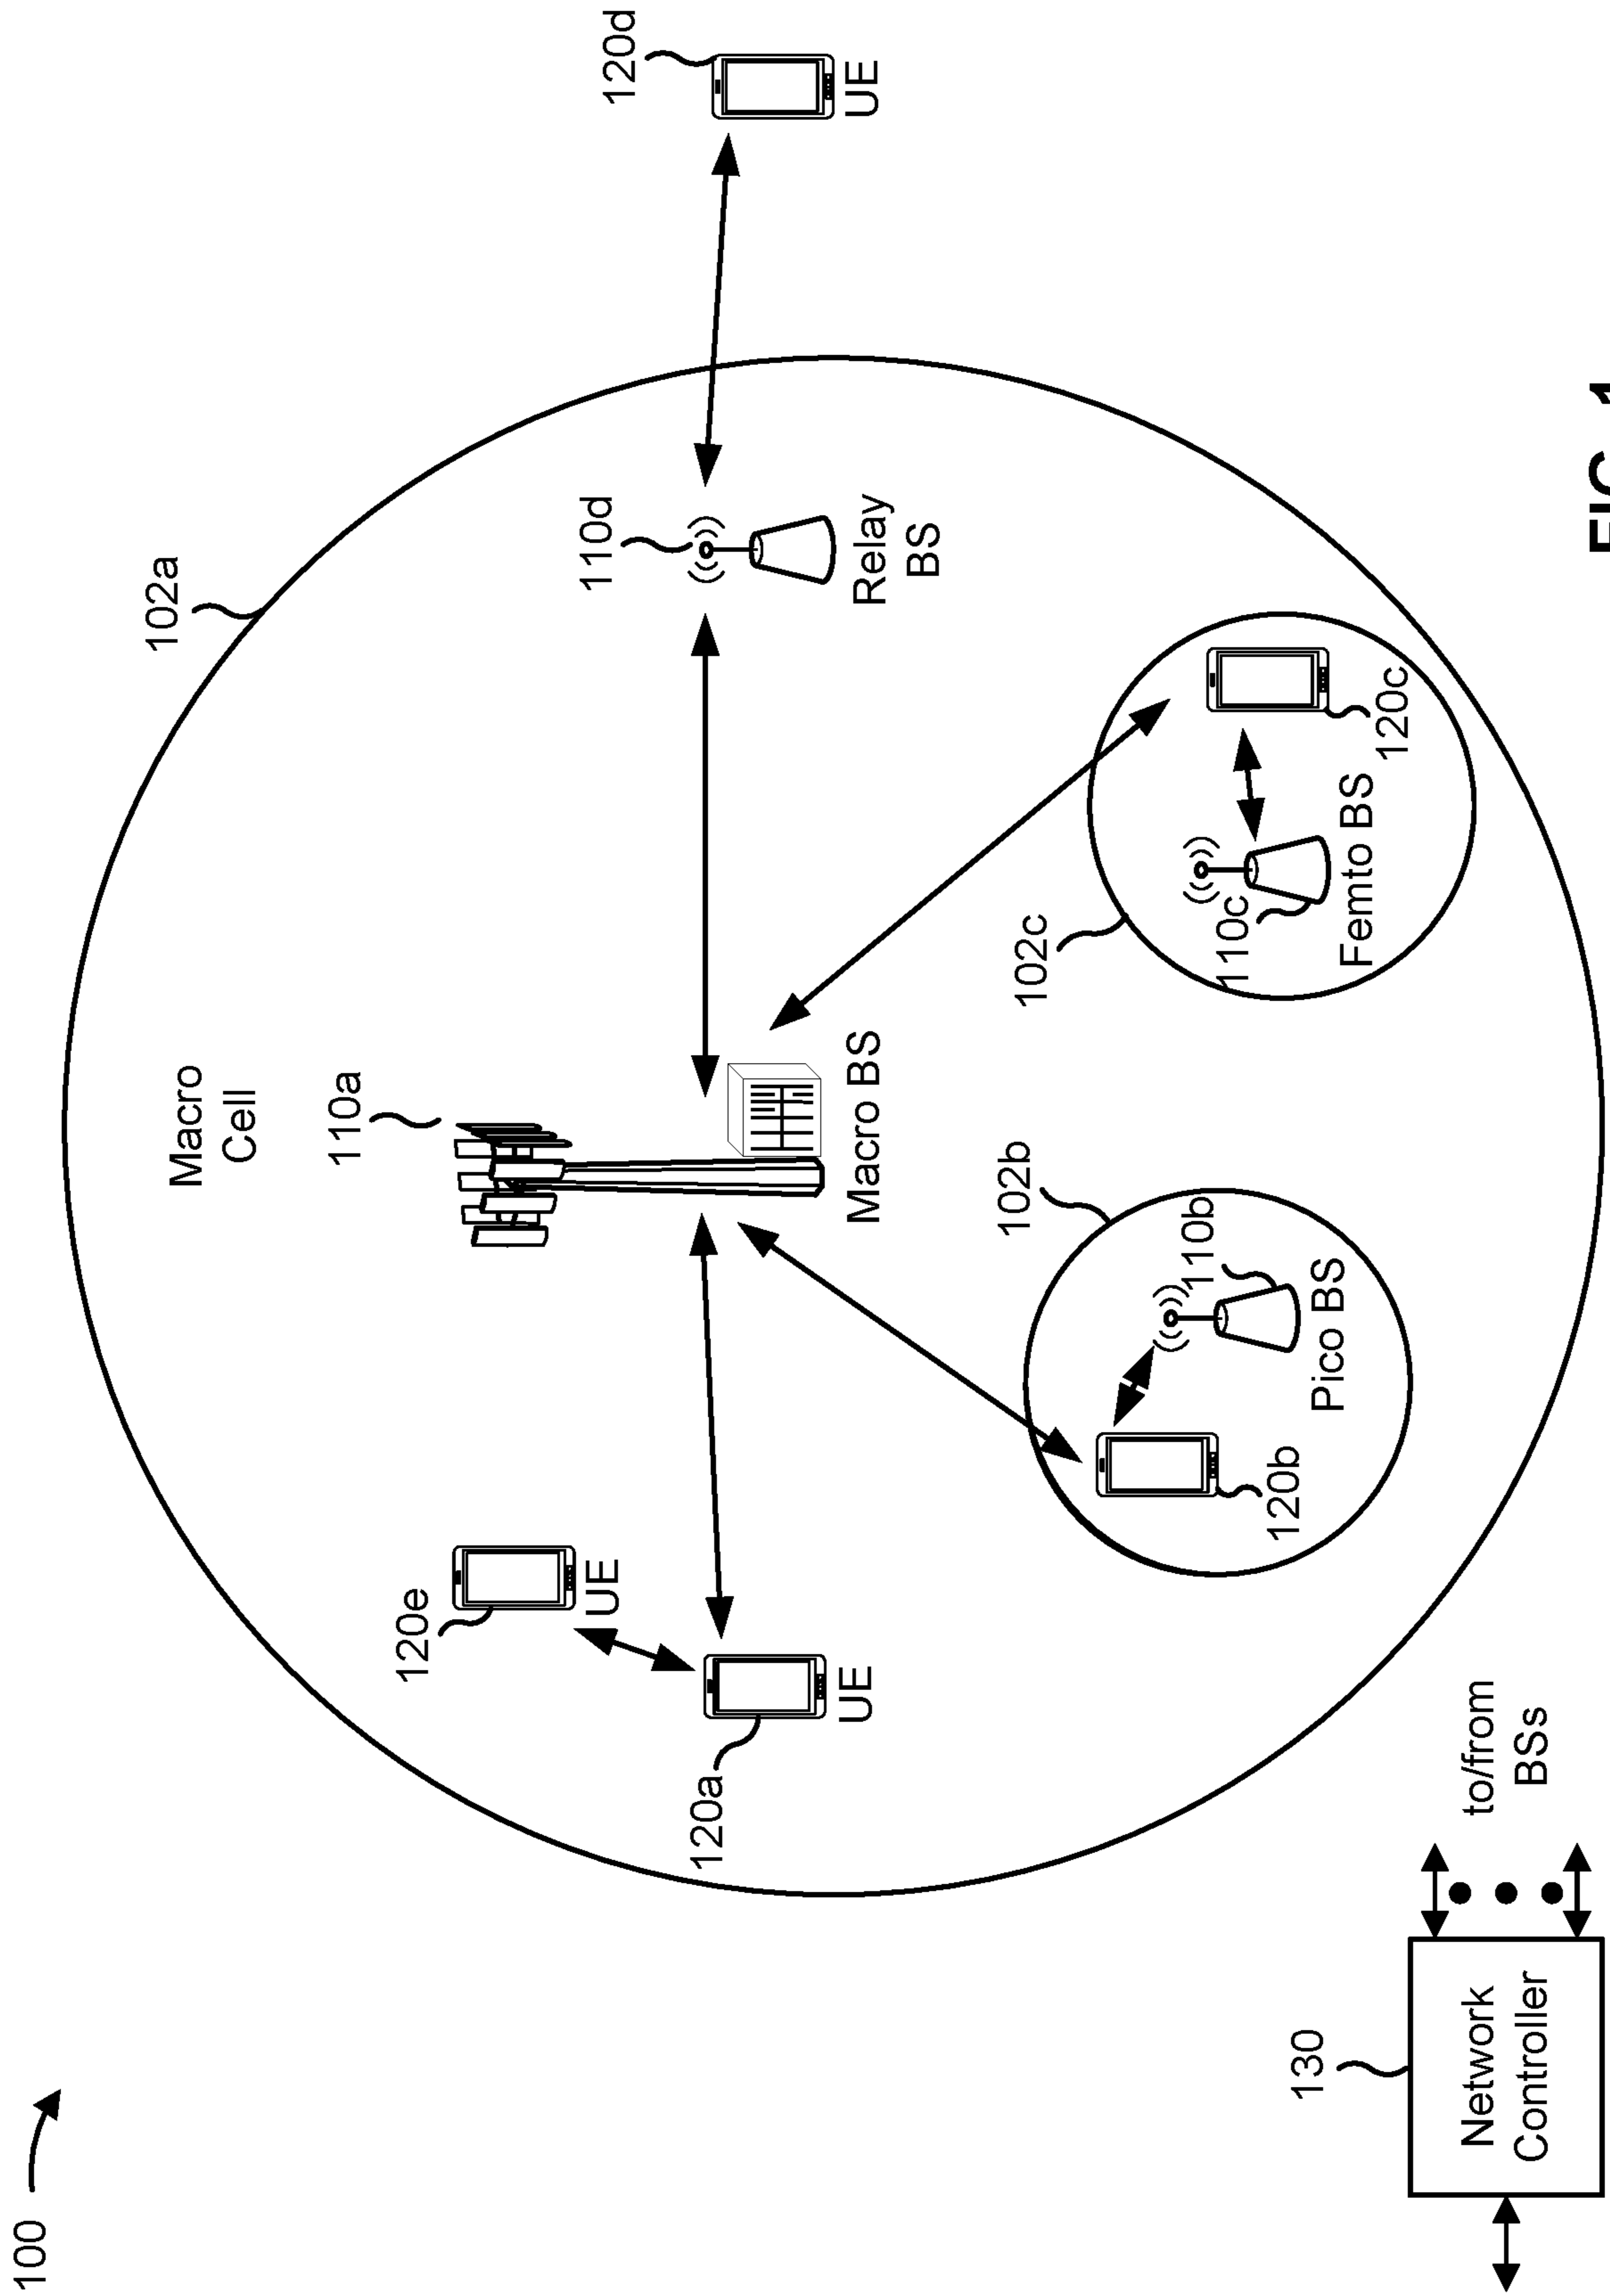 100
Macro
Cell
102a
110a
120d
UE
110d
Relay
BS
120e
UE
120a
UE
Macro BS
102b
110b
Pico BS
120b
102c
110c
Femto BS
120c
130
Network
Controller
to/from
BSs
FIG. 1